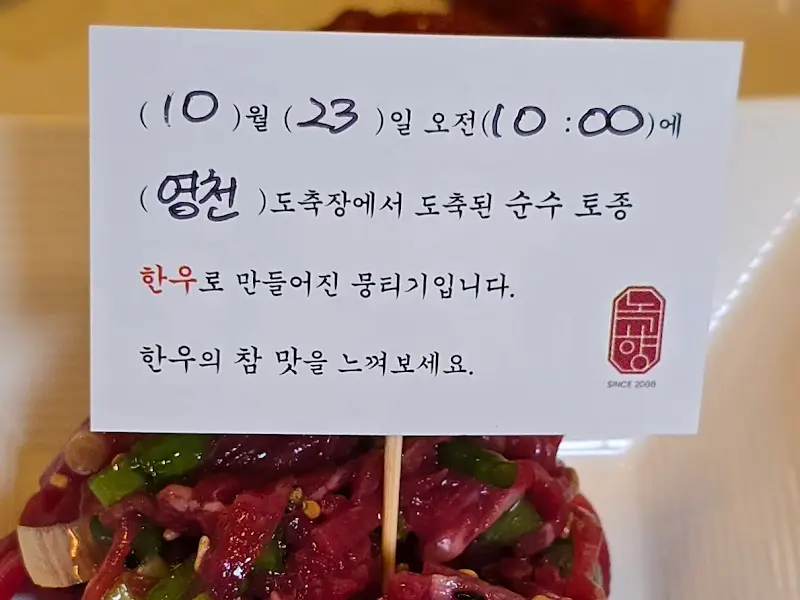 (10)월 (23)일 오전(10:00)에
(영천)도축장에서 도축된 순수 토종
한우로 만들어진 뭉티기입니다.
한우의 참 맛을 느껴보세요.
녹향
SINCE 2008